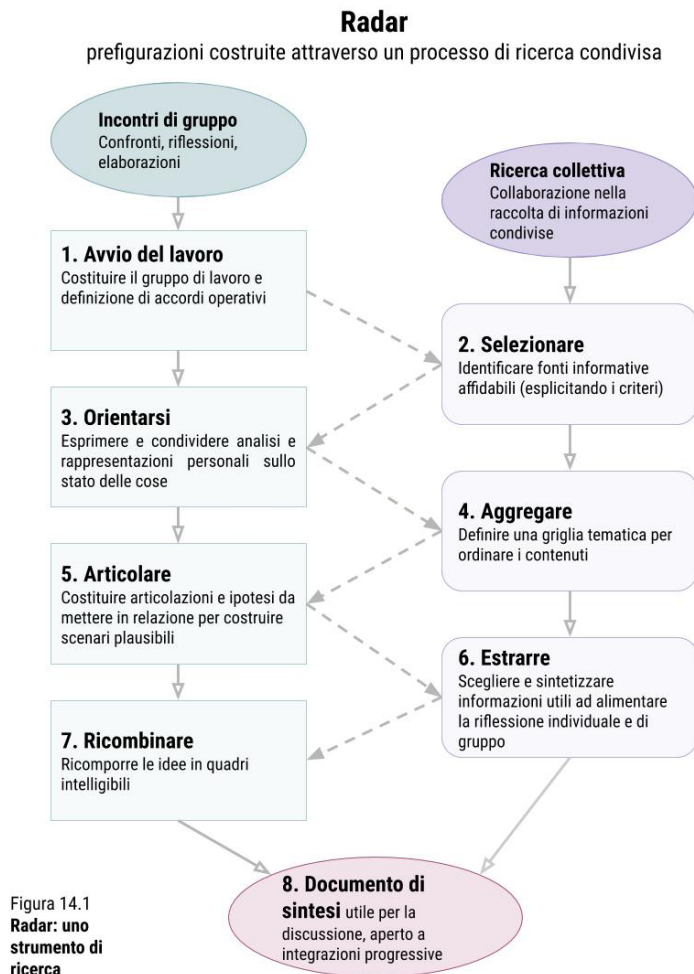 Radar
prefigurazioni costruite attraverso un processo di ricerca condivisa
Incontri di gruppo
Confronti, riflessioni,
elaborazioni
Ricerca collettiva
Collaborazione nella
raccolta di informazioni
condivise
1. Avvio del lavoro
Costituire il gruppo di lavoro e
definizione di accordi operativi
2. Selezionare
Identificare fonti informative
affidabili (esplicitando i criteri)
3. Orientarsi
Esprimere e condividere analisi e
rappresentazioni personali sullo
stato delle cose
4. Aggregare
Definire una griglia tematica per
ordinare i contenuti
5. Articolare
Costituire articolazioni e ipotesi da
mettere in relazione per costruire
scenari plausibili
6. Estrarre
Scegliere e sintetizzare
informazioni utili ad alimentare
la riflessione individuale e di
gruppo
7. Ricombinare
Ricomporre le idee in quadri
intelligibili
8. Documento di
sintesi utile per la
discussione, aperto a
integrazioni progressive
Figura 14.1
Radar: uno
strumento di
ricerca